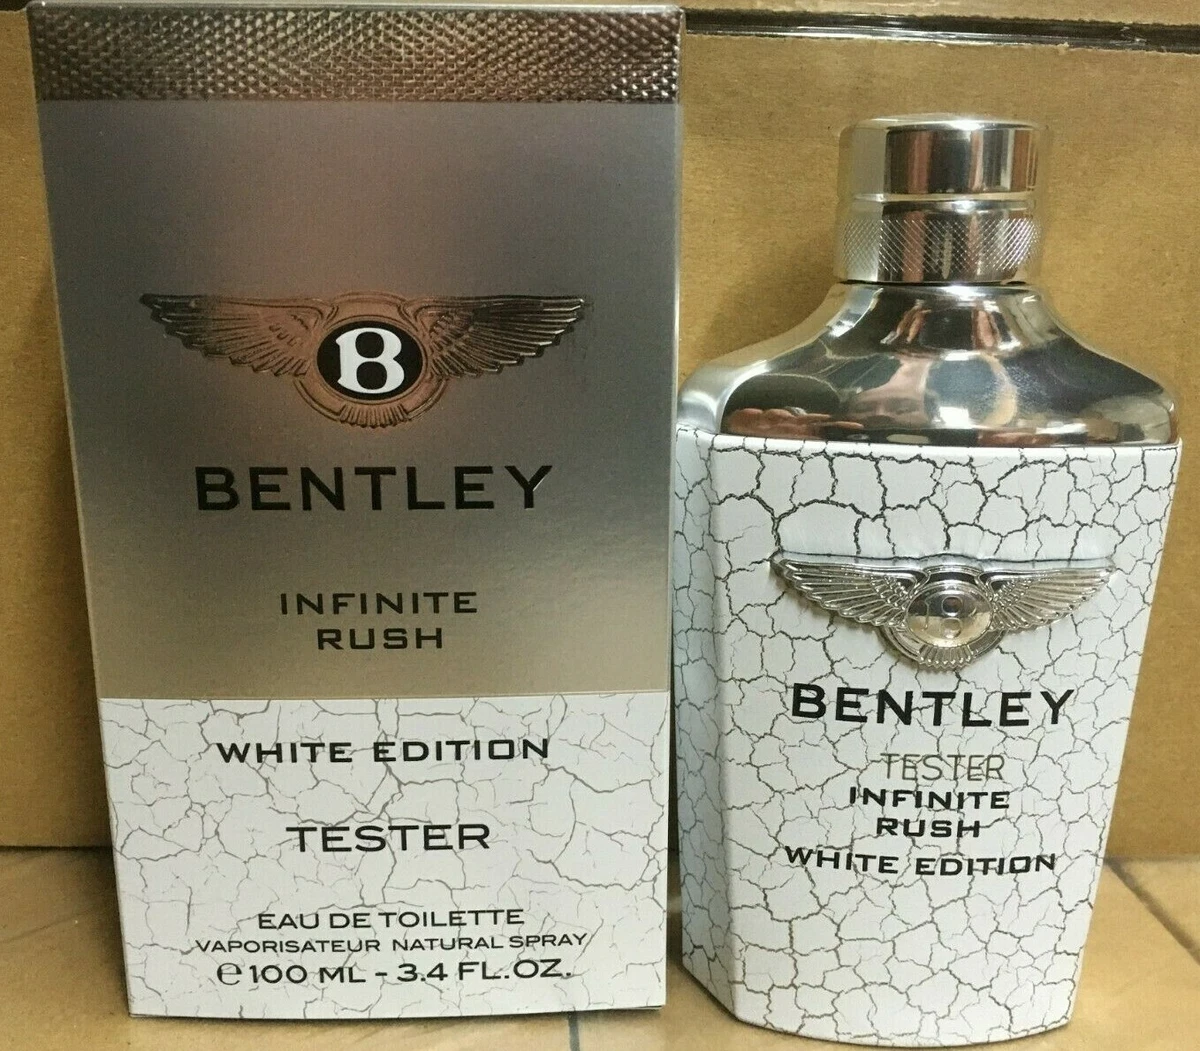 B
BENTLEY
INFINITE
RUSH
WHITE EDITION
TESTER
EAU DE TOILETTE
VAPORISATEUR NATURAL SPRAY
℮ 100 ML - 3.4 FL.OZ.
B
BENTLEY
TESTER
INFINITE
RUSH
WHITE EDITION